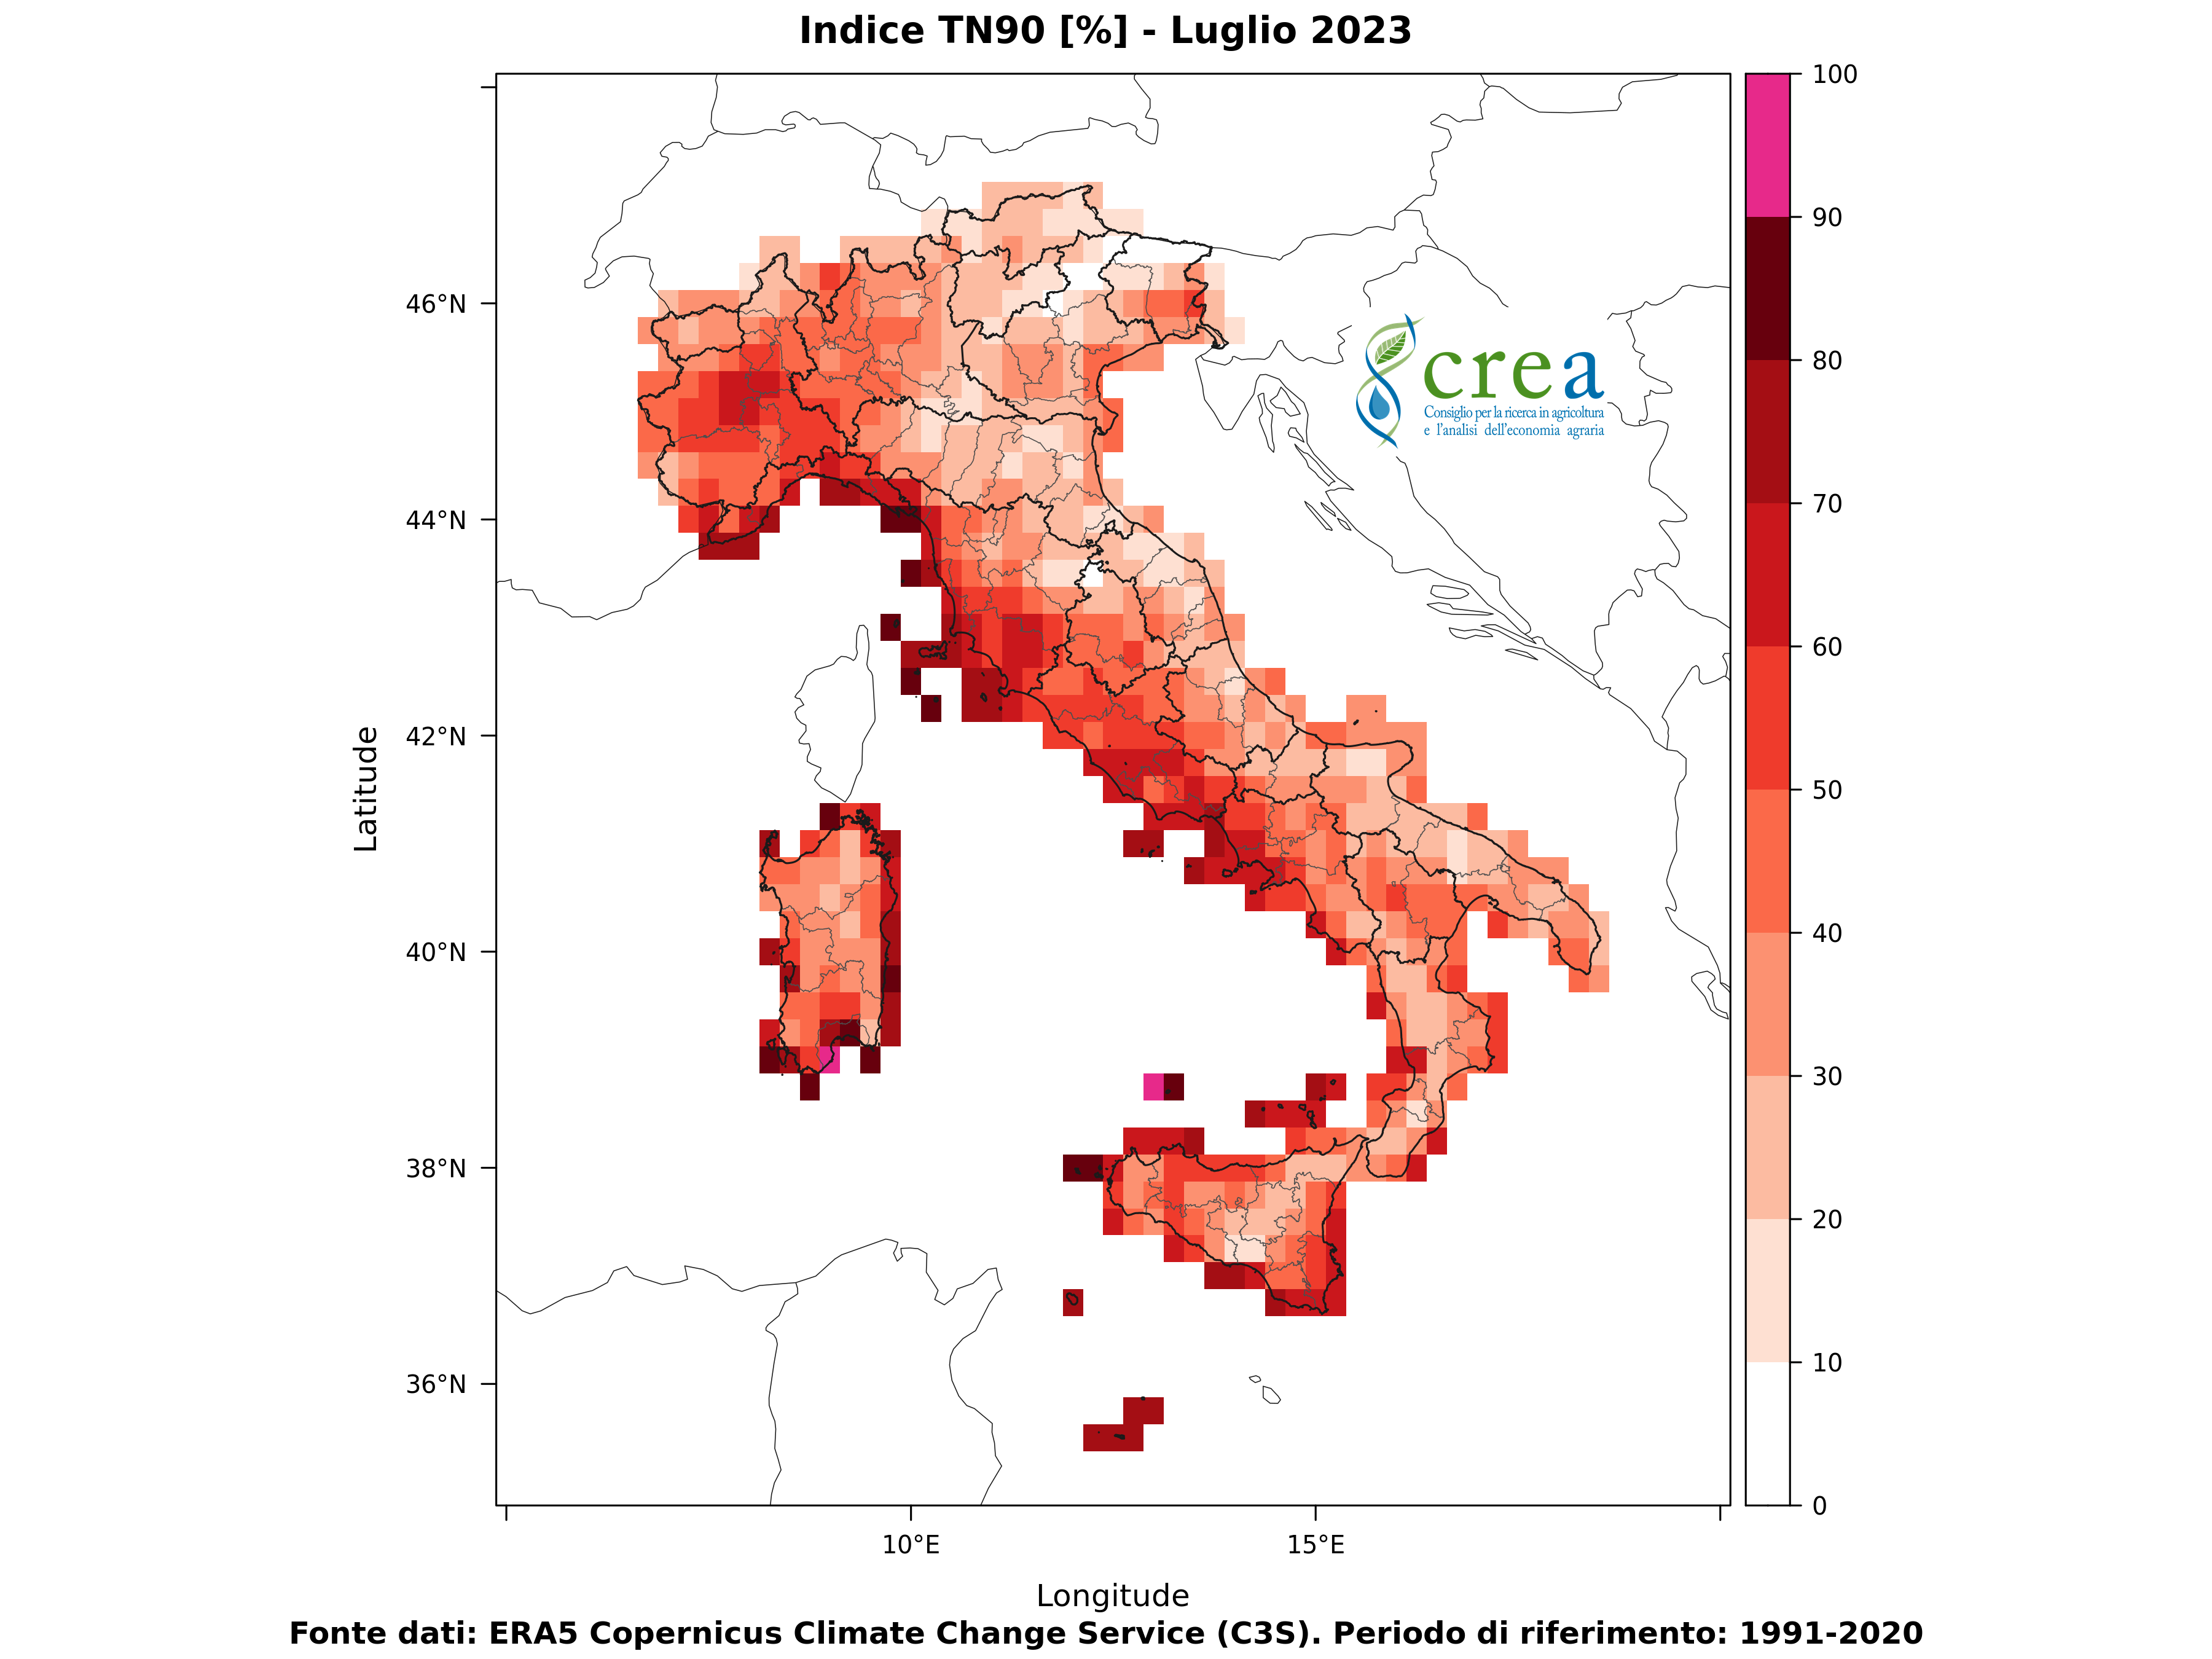 Indice TN90 [%] - Luglio 2023
100
90
80
70
60
50
40
30
20
10
0
46°N
44°N
42°N
40°N
38°N
36°N
Latitude
crea
Consiglio per la ricerca in agricoltura
e l'analisi dell'economia agraria
10°E
15°E
Longitude
Fonte dati: ERA5 Copernicus Climate Change Service (C3S). Periodo di riferimento: 1991-2020